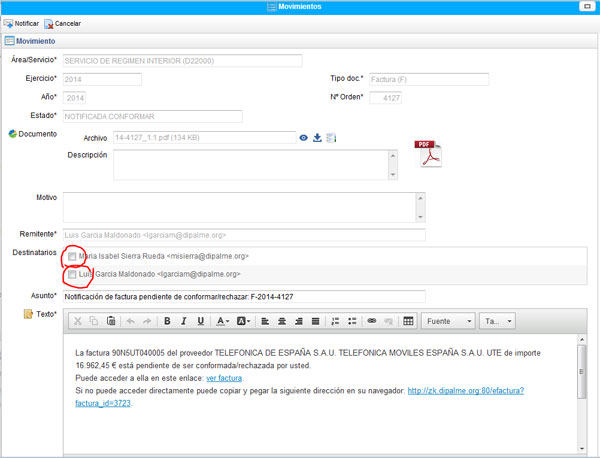 Movimientos
Notificar Cancelar
Movimiento
Área/Servicio* SERVICIO DE REGIMEN INTERIOR (D22000)
Ejercicio* 2014 Tipo doc.* Factura (F)
Año* 2014 Nº Orden* 4127
Estado* NOTIFICADA CONFORMAR
Documento Archivo 14-4127_1.1.pdf (134 KB)
PDF
Descripción
Motivo
Remitente* Luis Garcia Maldonado <lgarciam@dipalme.org>
Destinatarios Maria Isabel Sierra Rueda <misierra@dipalme.org>
Luis Garcia Maldonado <lgarciam@dipalme.org>
Asunto* Notificación de factura pendiente de conformar/rechazar: F-2014-4127
Texto* B I U A A Fuente Ta...
La factura 90N5UT040005 del proveedor TELEFONICA DE ESPAÑA S.A.U. TELEFONICA MOVILES ESPAÑA S.A.U. UTE de importe
16.962,45 € está pendiente de ser conformada/rechazada por usted.
Puede acceder a ella en este enlace: ver factura.
Si no puede acceder directamente puede copiar y pegar la siguiente dirección en su navegador: http://zk.dipalme.org:80/efactura?
factura_id=3723.